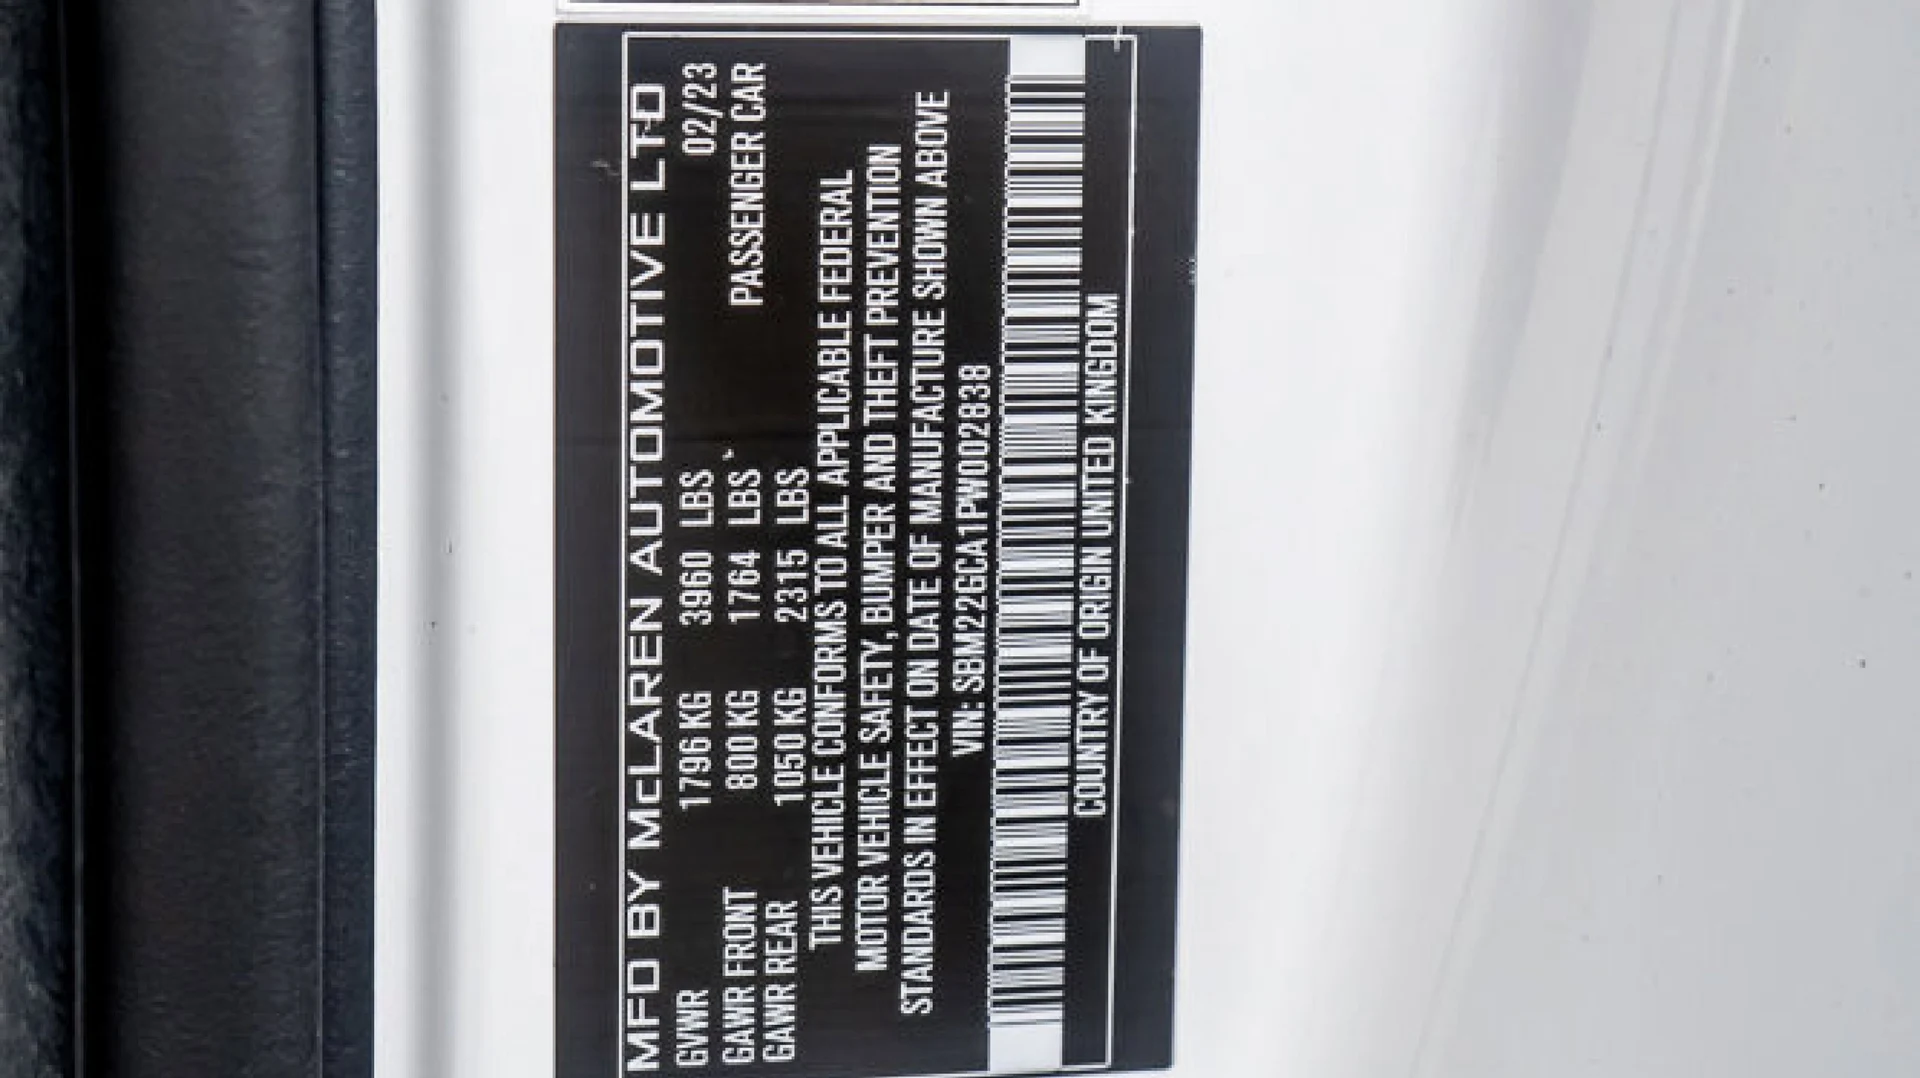 MFD BY McLAREN AUTOMOTIVE LTD
GVWR 1796 KG 3960 LBS 02/23
GAWR FRONT 800 KG 1764 LBS PASSENGER CAR
GAWR REAR 1050 KG 2315 LBS
THIS VEHICLE CONFORMS TO ALL APPLICABLE FEDERAL
MOTOR VEHICLE SAFETY, BUMPER AND THEFT PREVENTION
STANDARDS IN EFFECT ON DATE OF MANUFACTURE SHOWN ABOVE
VIN: SBM22GCA1PW002838
COUNTRY OF ORIGIN UNITED KINGDOM